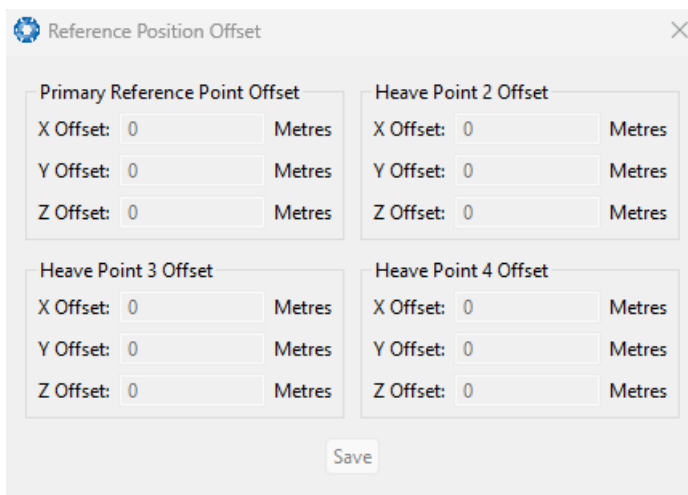 Reference Position Offset
Primary Reference Point Offset
X Offset: 0 Metres
Y Offset: 0 Metres
Z Offset: 0 Metres
Heave Point 2 Offset
X Offset: 0 Metres
Y Offset: 0 Metres
Z Offset: 0 Metres
Heave Point 3 Offset
X Offset: 0 Metres
Y Offset: 0 Metres
Z Offset: 0 Metres
Heave Point 4 Offset
X Offset: 0 Metres
Y Offset: 0 Metres
Z Offset: 0 Metres
Save